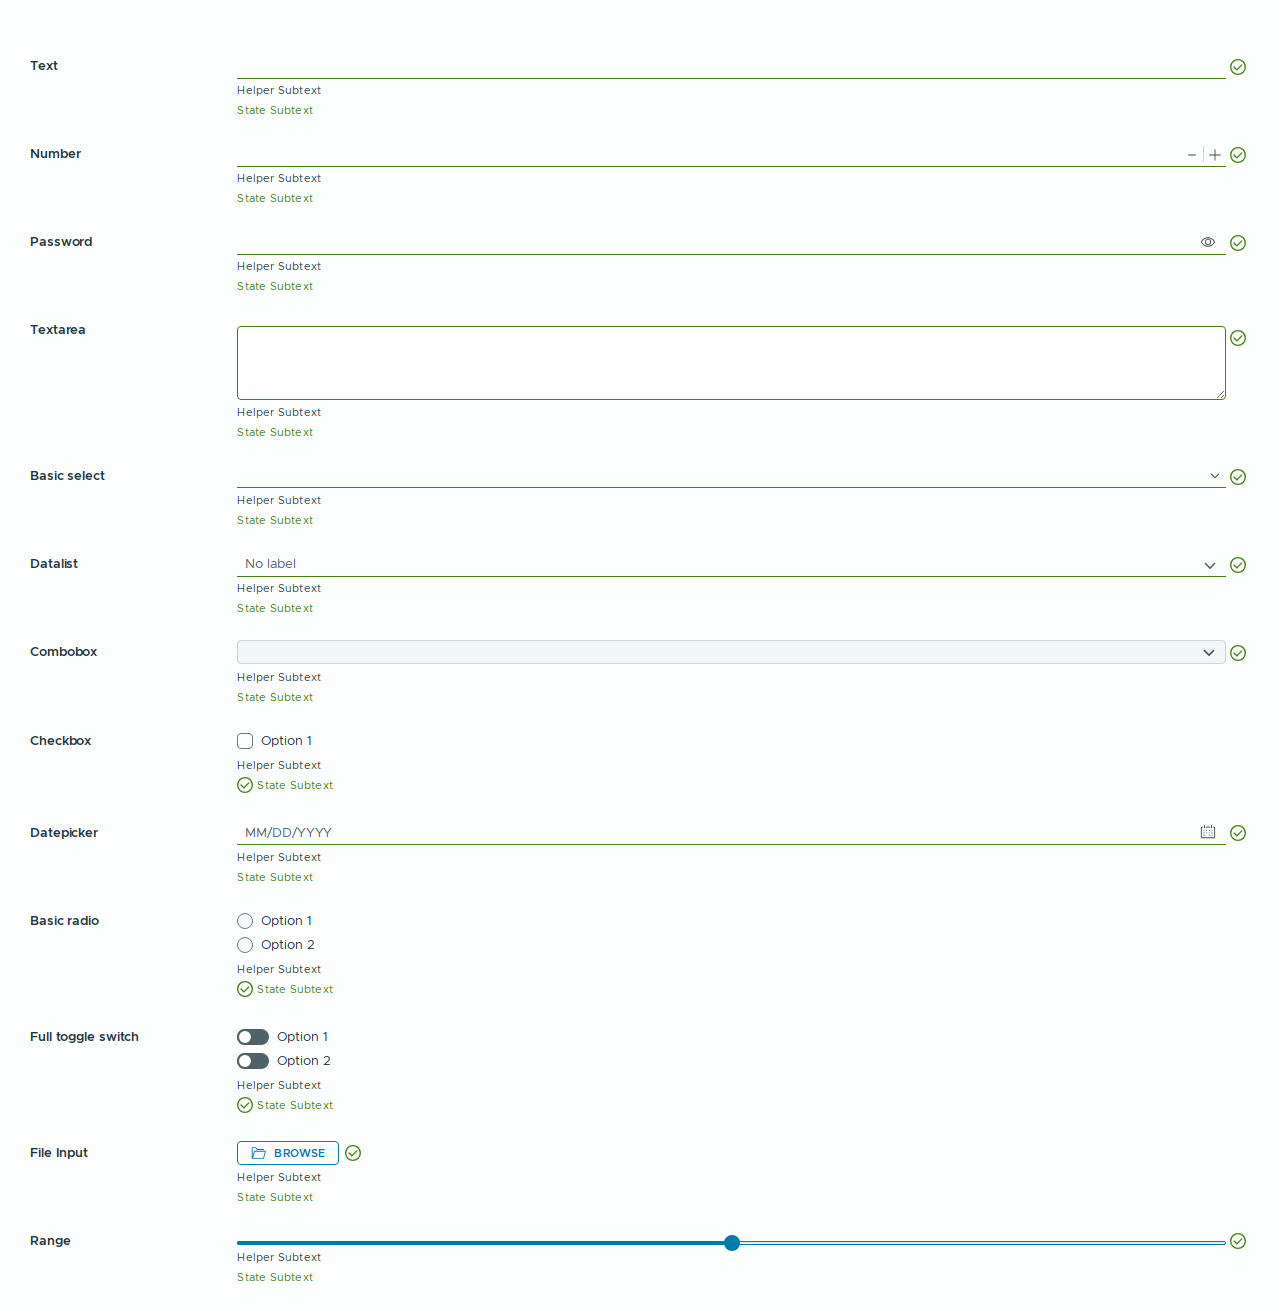 Text
Helper Subtext
State Subtext
Number
Helper Subtext
State Subtext
Password
Helper Subtext
State Subtext
Textarea
Helper Subtext
State Subtext
Basic select
Helper Subtext
State Subtext
Datalist
No label
Helper Subtext
State Subtext
Combobox
Helper Subtext
State Subtext
Checkbox
Option 1
Helper Subtext
State Subtext
Datepicker
MM/DD/YYYY
Helper Subtext
State Subtext
Basic radio
Option 1
Option 2
Helper Subtext
State Subtext
Full toggle switch
Option 1
Option 2
Helper Subtext
State Subtext
File Input
BROWSE
Helper Subtext
State Subtext
Range
Helper Subtext
State Subtext